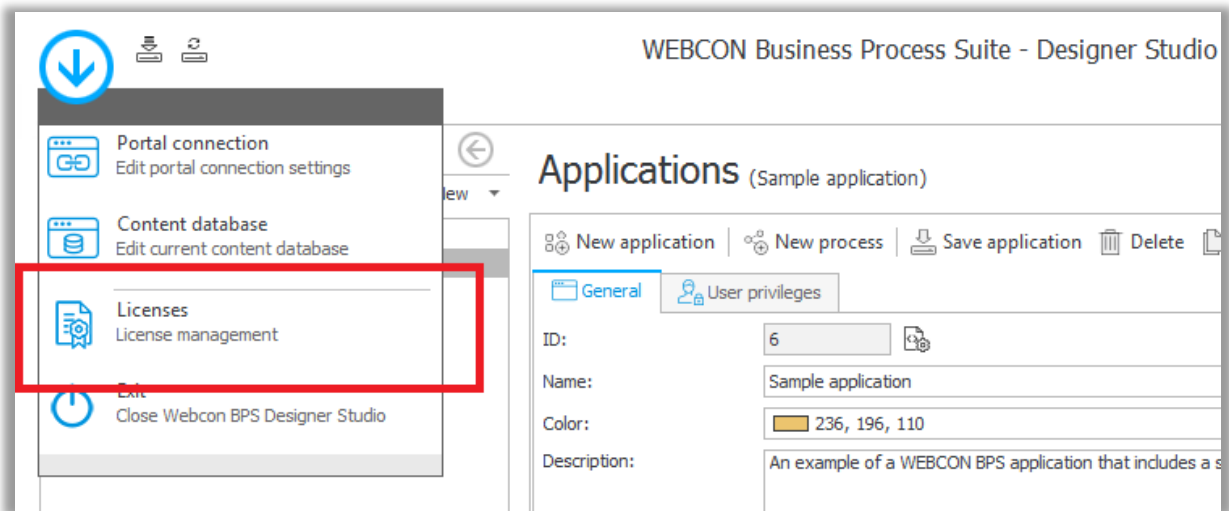 WEBCON Business Process Suite - Designer Studio
Portal connection
Edit portal connection settings
Content database
Edit current content database
Licenses
License management
Exit
Close Webcon BPS Designer Studio
Applications (Sample application)
New application New process Save application Delete
General User privileges
ID: 6
Name: Sample application
Color: 236, 196, 110
Description: An example of a WEBCON BPS application that includes a